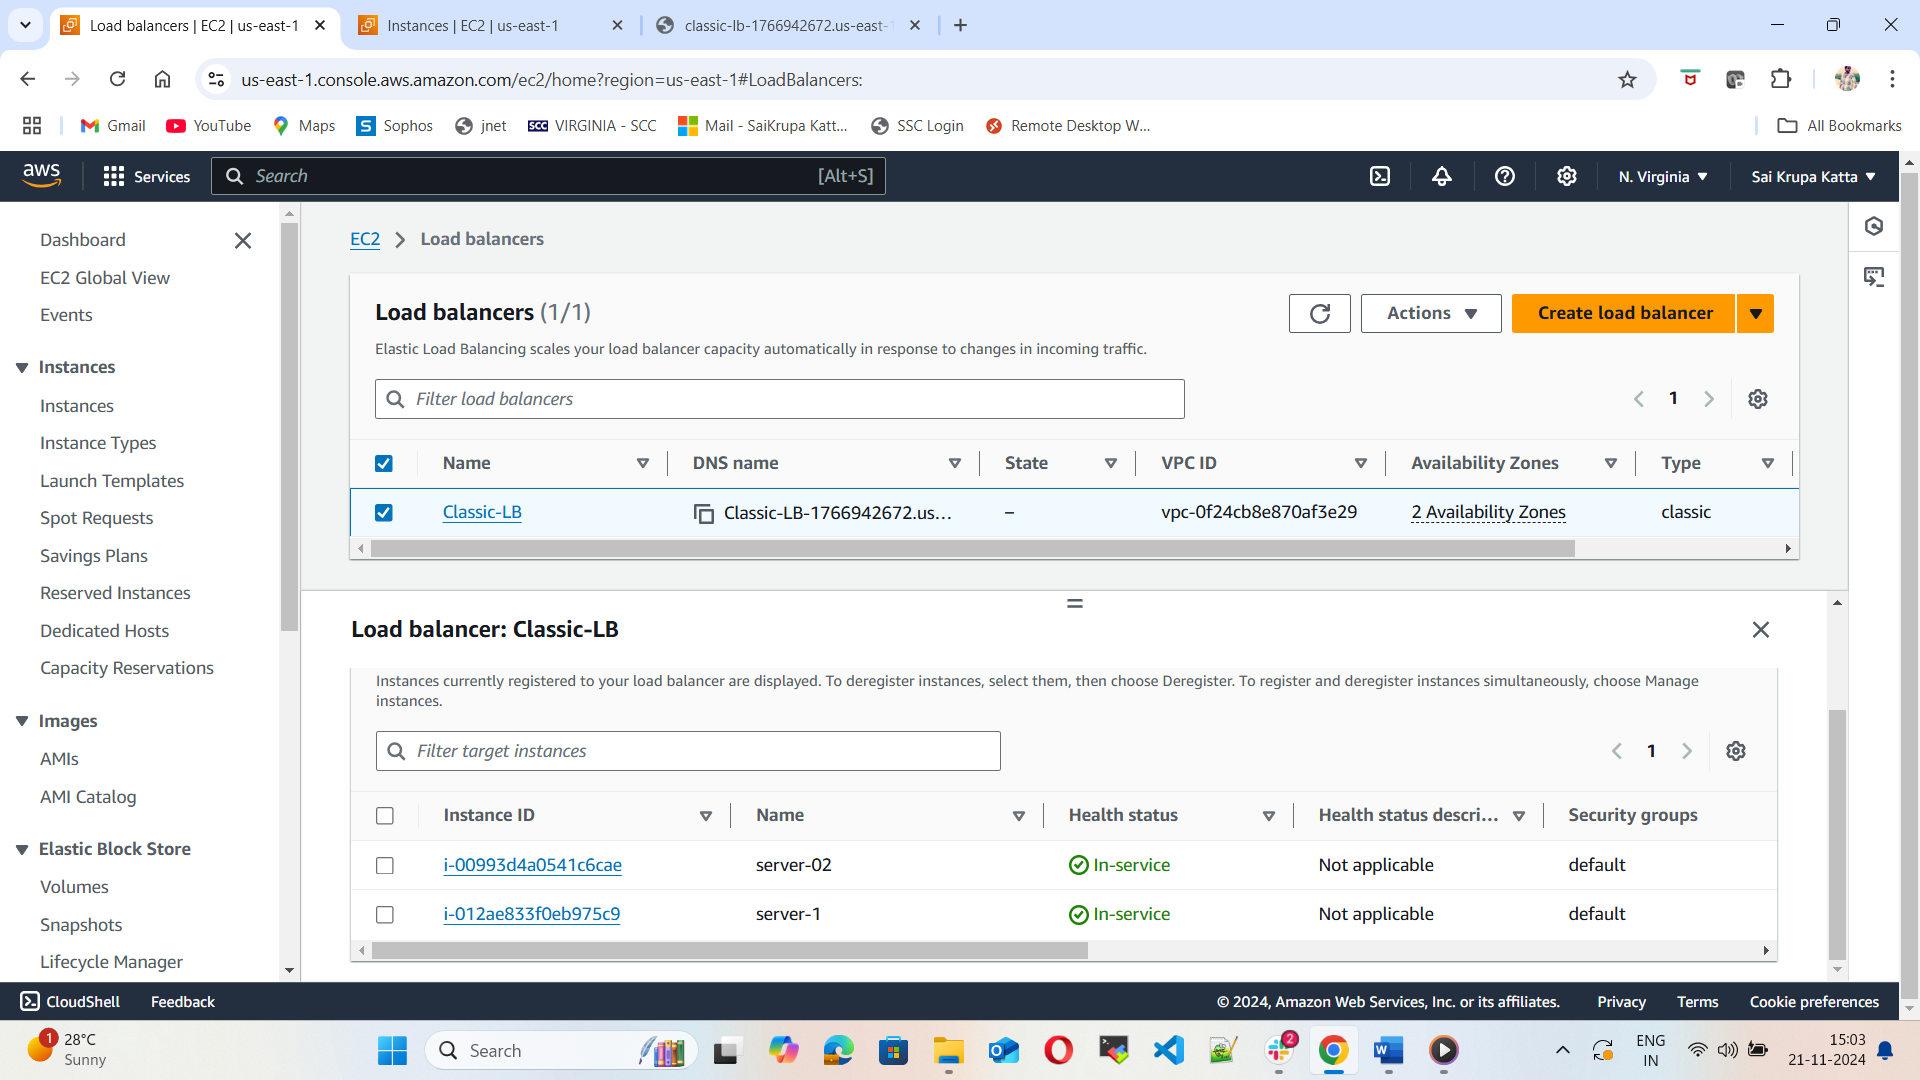 Load balancers | EC2 | us-east-1
Instances | EC2 | us-east-1
classic-lb-1766942672.us-east-
us-east-1.console.aws.amazon.com/ec2/home?region=us-east-1#LoadBalancers:
Gmail
YouTube
Maps
S Sophos
jnet
SCC VIRGINIA - SCC
Mail - SaiKrupa Katt...
SSC Login
Remote Desktop W...
All Bookmarks
aws
Services
Search
[Alt+S]
N. Virginia
Sai Krupa Katta
Dashboard
EC2 Global View
Events
Instances
Instances
Instance Types
Launch Templates
Spot Requests
Savings Plans
Reserved Instances
Dedicated Hosts
Capacity Reservations
Images
AMIs
AMI Catalog
Elastic Block Store
Volumes
Snapshots
Lifecycle Manager
EC2 > Load balancers
Load balancers (1/1)
Actions
Create load balancer
Elastic Load Balancing scales your load balancer capacity automatically in response to changes in incoming traffic.
Filter load balancers
1
Name DNS name State VPC ID Availability Zones Type
Classic-LB Classic-LB-1766942672.us... – vpc-0f24cb8e870af3e29 2 Availability Zones classic
Load balancer: Classic-LB
Instances currently registered to your load balancer are displayed. To deregister instances, select them, then choose Deregister. To register and deregister instances simultaneously, choose Manage
instances.
Filter target instances
1
Instance ID Name Health status Health status descri... Security groups
i-00993d4a0541c6cae server-02 In-service Not applicable default
i-012ae833f0eb975c9 server-1 In-service Not applicable default
CloudShell
Feedback
© 2024, Amazon Web Services, Inc. or its affiliates.
Privacy
Terms
Cookie preferences
1
28°C
Sunny
Search
2
ENG
IN
15:03
21-11-2024